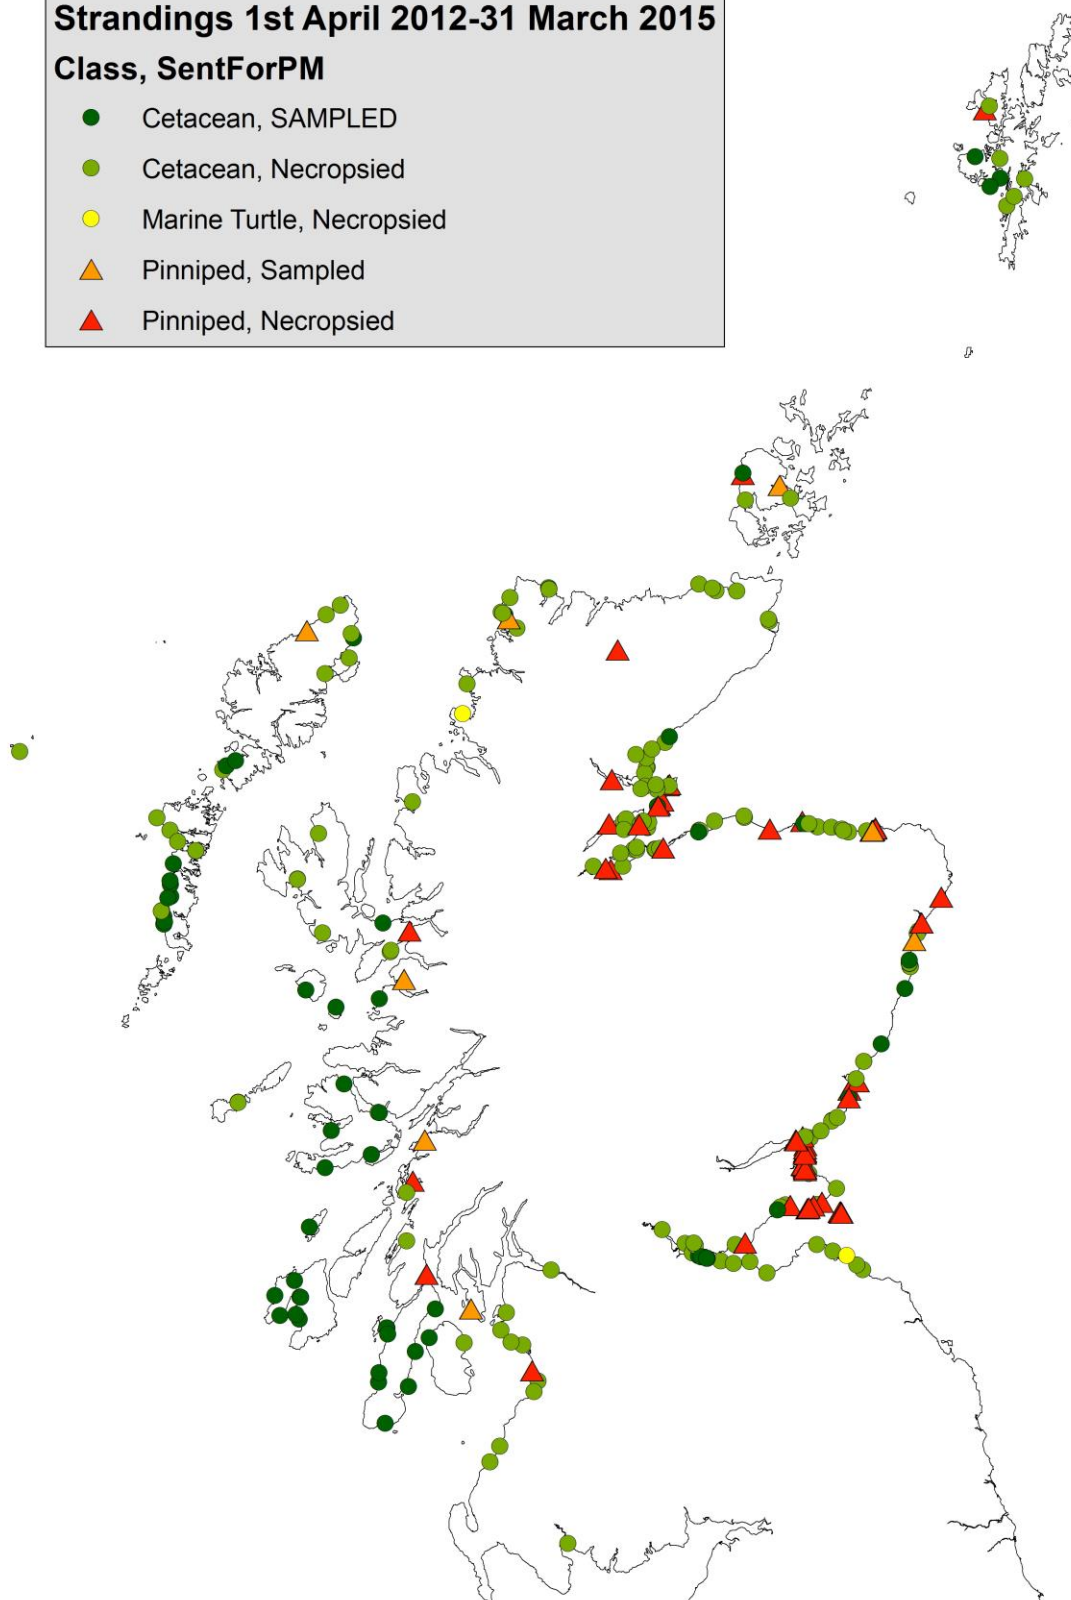 Strandings 1st April 2012-31 March 2015
Class, SentForPM
Cetacean, SAMPLED
Cetacean, Necropsied
Marine Turtle, Necropsied
Pinniped, Sampled
Pinniped, Necropsied